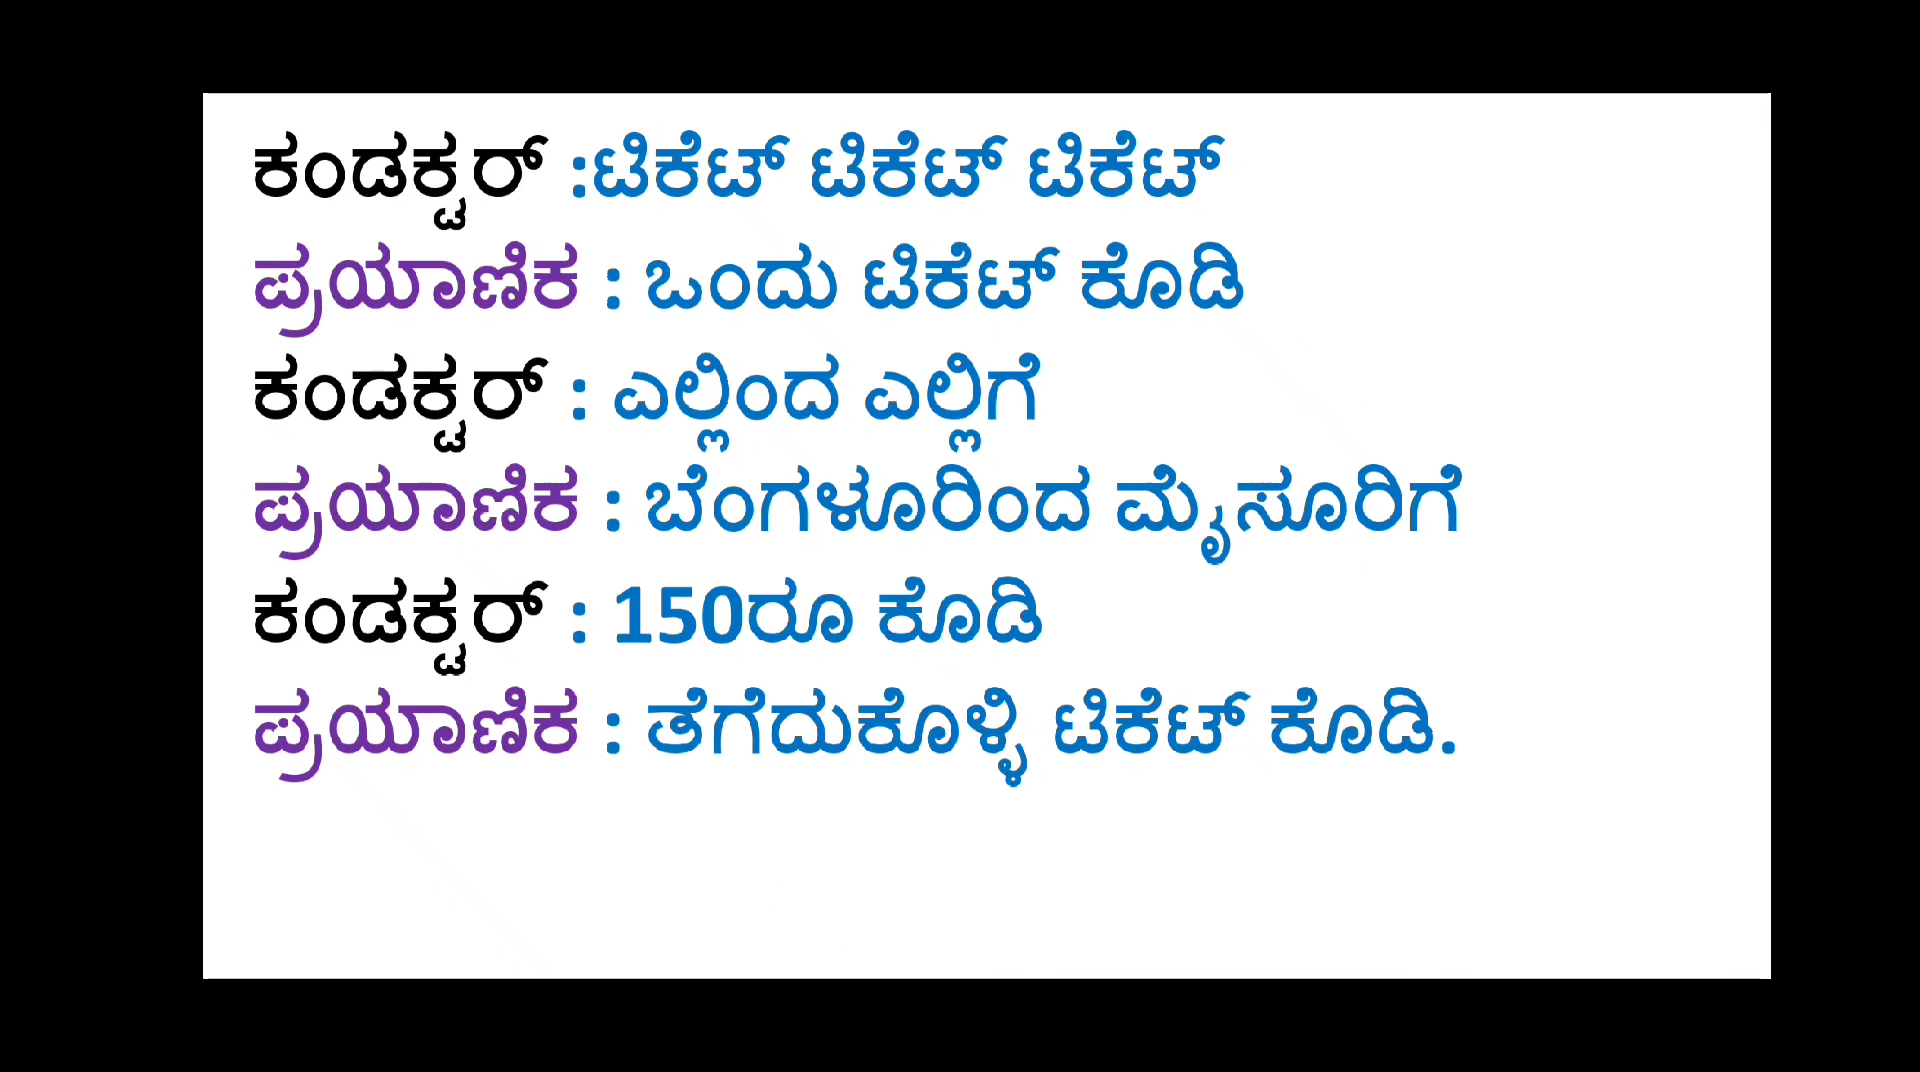 ಕಂಡಕ್ಟರ್ :ಟಿಕೆಟ್ ಟಿಕೆಟ್ ಟಿಕೆಟ್
ಪ್ರಯಾಣಿಕ : ಒಂದು ಟಿಕೆಟ್ ಕೊಡಿ
ಕಂಡಕ್ಟರ್ : ಎಲ್ಲಿಂದ ಎಲ್ಲಿಗೆ
ಪ್ರಯಾಣಿಕ : ಬೆಂಗಳೂರಿಂದ ಮೈಸೂರಿಗೆ
ಕಂಡಕ್ಟರ್ : 150ರೂ ಕೊಡಿ
ಪ್ರಯಾಣಿಕ : ತೆಗೆದುಕೊಳ್ಳಿ ಟಿಕೆಟ್ ಕೊಡಿ.